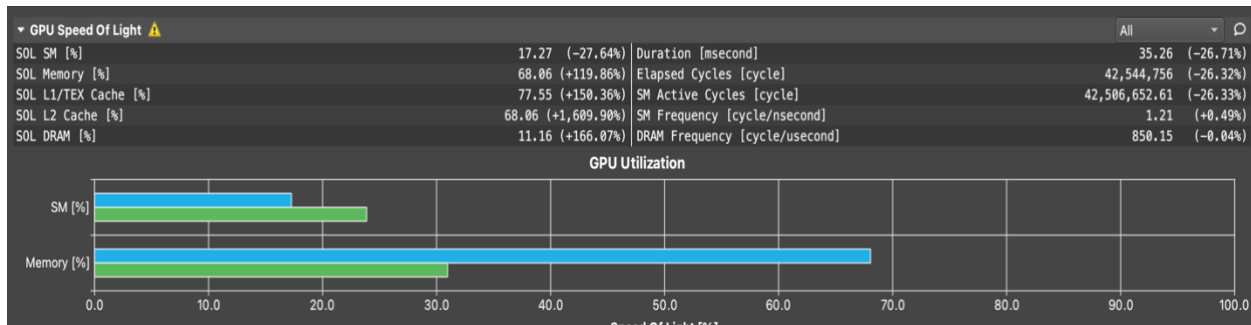 GPU Speed Of Light All
SOL SM [%] 17.27 (-27.64%) Duration [msecond] 35.26 (-26.71%)
SOL Memory [%] 68.06 (+119.86%) Elapsed Cycles [cycle] 42,544,756 (-26.32%)
SOL L1/TEX Cache [%] 77.55 (+150.36%) SM Active Cycles [cycle] 42,506,652.61 (-26.33%)
SOL L2 Cache [%] 68.06 (+1,609.90%) SM Frequency [cycle/nsecond] 1.21 (+0.49%)
SOL DRAM [%] 11.16 (+166.07%) DRAM Frequency [cycle/usecond] 850.15 (-0.04%)
GPU Utilization
SM [%]
Memory [%]
0.0 10.0 20.0 30.0 40.0 50.0 60.0 70.0 80.0 90.0 100.0
Speed Of Light [%]